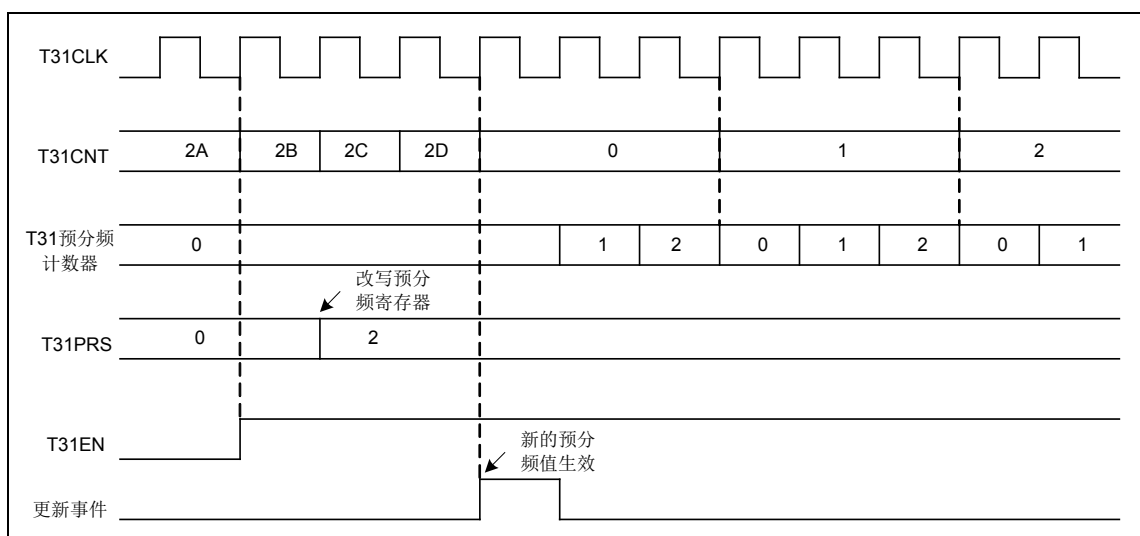 T31CLK
T31CNT 2A 2B 2C 2D 0 1 2
T31预分频
计数器
0 1 2 0 1 2 0 1
改写预分
频寄存器
T31PRS 0 2
T31EN
新的预分
频值生效
更新事件